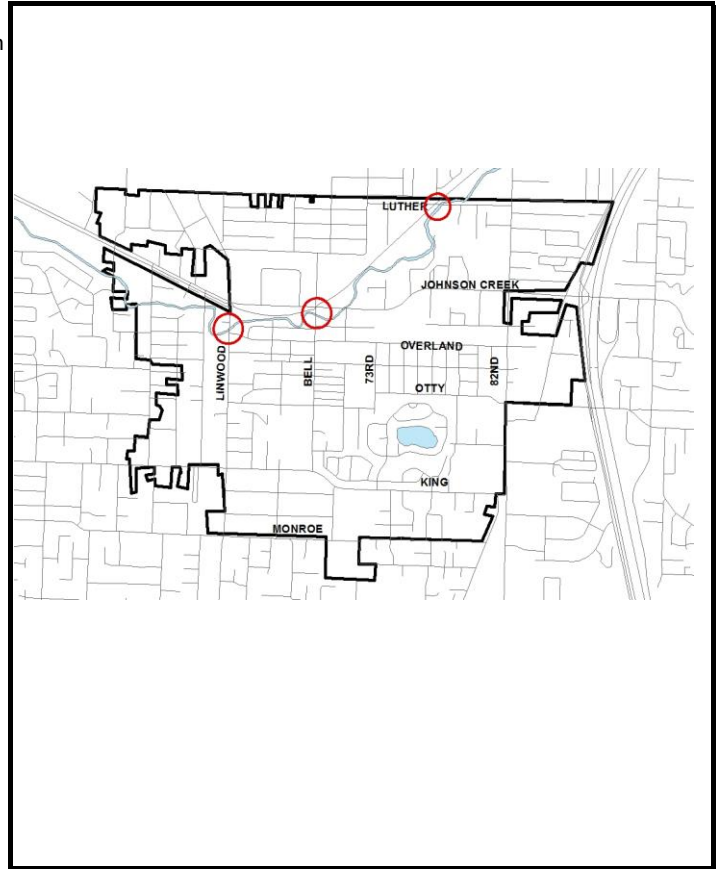 n
LUTHER
JOHNSON CREEK
OVERLAND
LINWOOD
BELL
73RD
82ND
OTTY
KING
MONROE